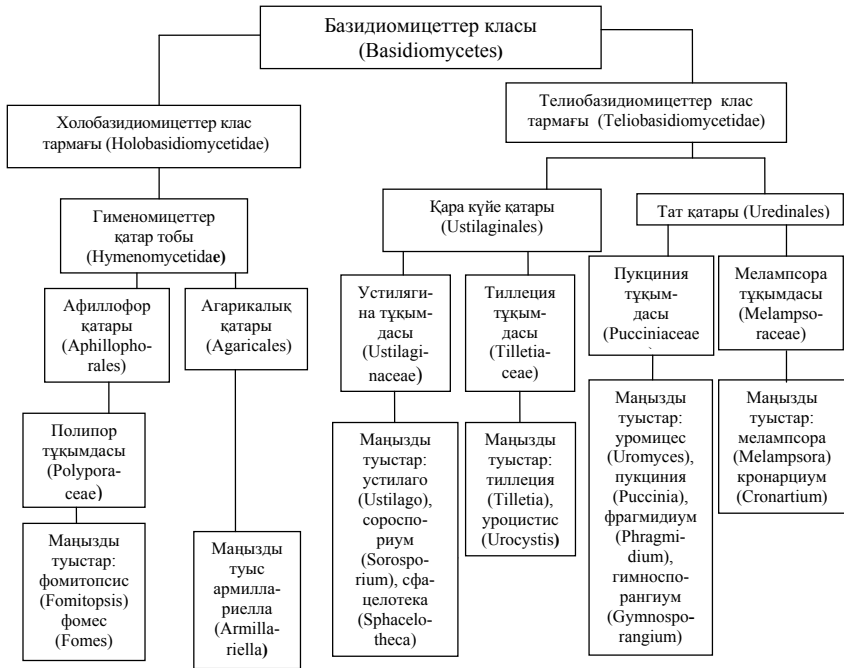 Базидиомицеттер класы
(Basidiomycetes)
Холобазидиомицеттер клас
тармағы (Holobasidiomycetidae)
Телиобазидиомицеттер клас
тармағы (Teliobasidiomycetidae)
Гименомицеттер
қатар тобы
(Hymenomycetidae)
Қара күйе қатары
(Ustilaginales)
Тат қатары (Uredinales)
Афиллофор
қатары
(Aphillopho-
rales)
Агарикалық
қатары
(Agaricales)
Устиляги-
на тұқым-
дасы
(Ustilagi-
naceae)
Тиллеция
тұқым-
дасы
(Tilletia-
ceae)
Пукциния
тұқым-
дасы
(Pucciniaceae
Мелампсора
тұқымдасы
(Melampso-
raceae)
Полипор
тұқымдасы
(Polypora-
ceae)
Маңызды
туыстар:
фомитопсис
(Fomitopsis)
фомес
(Fomes)
Маңызды
туыс
армилла-
риелла
(Armilla-
riella)
Маңызды
туыстар:
устилаго
(Ustilago),
сороспо-
риум
(Sorospo-
rium), сфа-
целотека
(Sphacelo-
theca)
Маңызды
туыстар:
тиллеция
(Tilletia),
уроцистис
(Urocystis)
Маңызды
туыстар:
уромицес
(Uromyces),
пукциния
(Puccinia),
фрагмидиум
(Phragmi-
dium),
гимноспо-
рангиум
(Gymnospo-
rangium)
Маңызды
туыстар:
мелампсора
(Melampsora)
кронарциум
(Cronartium)